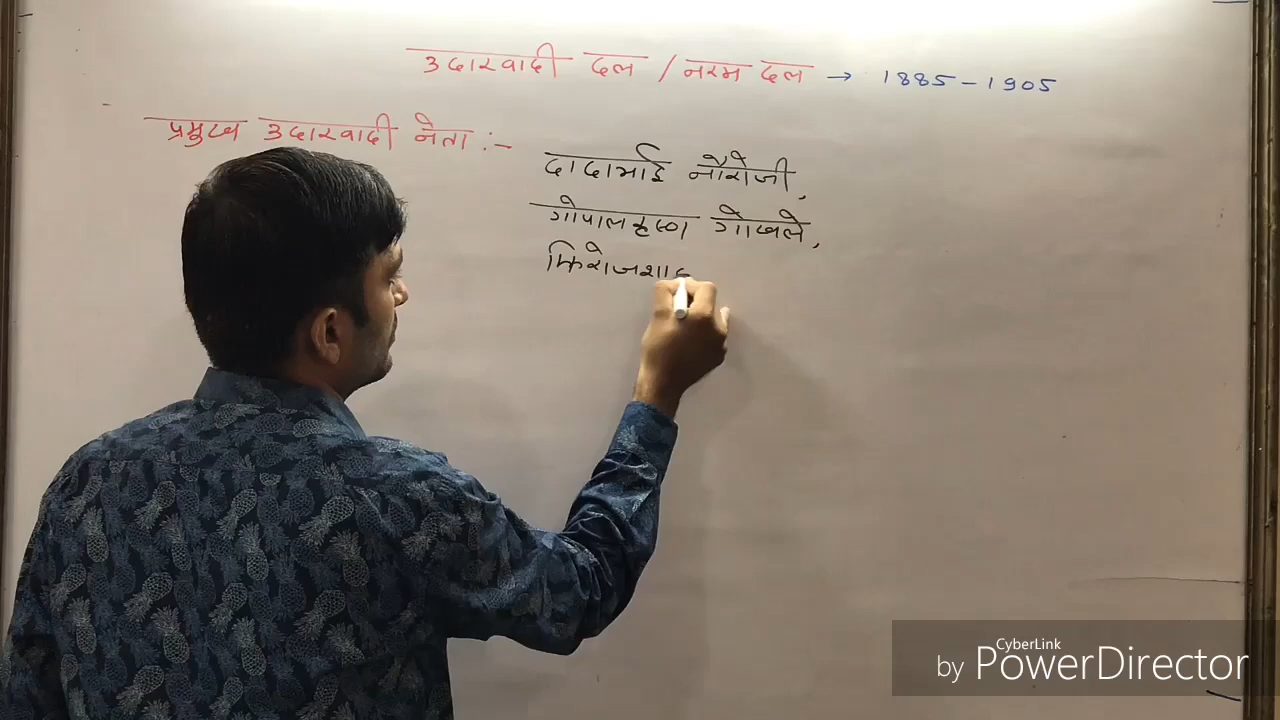 उदारवादी दल / नरम दल → 1885-1905
प्रमुख उदारवादी नेता :-
दादाभाई नौरोजी,
गोपालकृष्ण गोखले,
फिरोजशाह
CyberLink
by PowerDirector